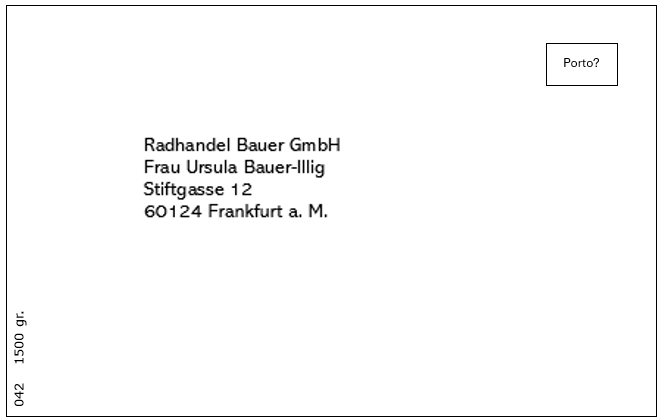 Porto?
Radhandel Bauer GmbH
Frau Ursula Bauer-Illig
Stiftgasse 12
60124 Frankfurt a. M.
042 1500 gr.